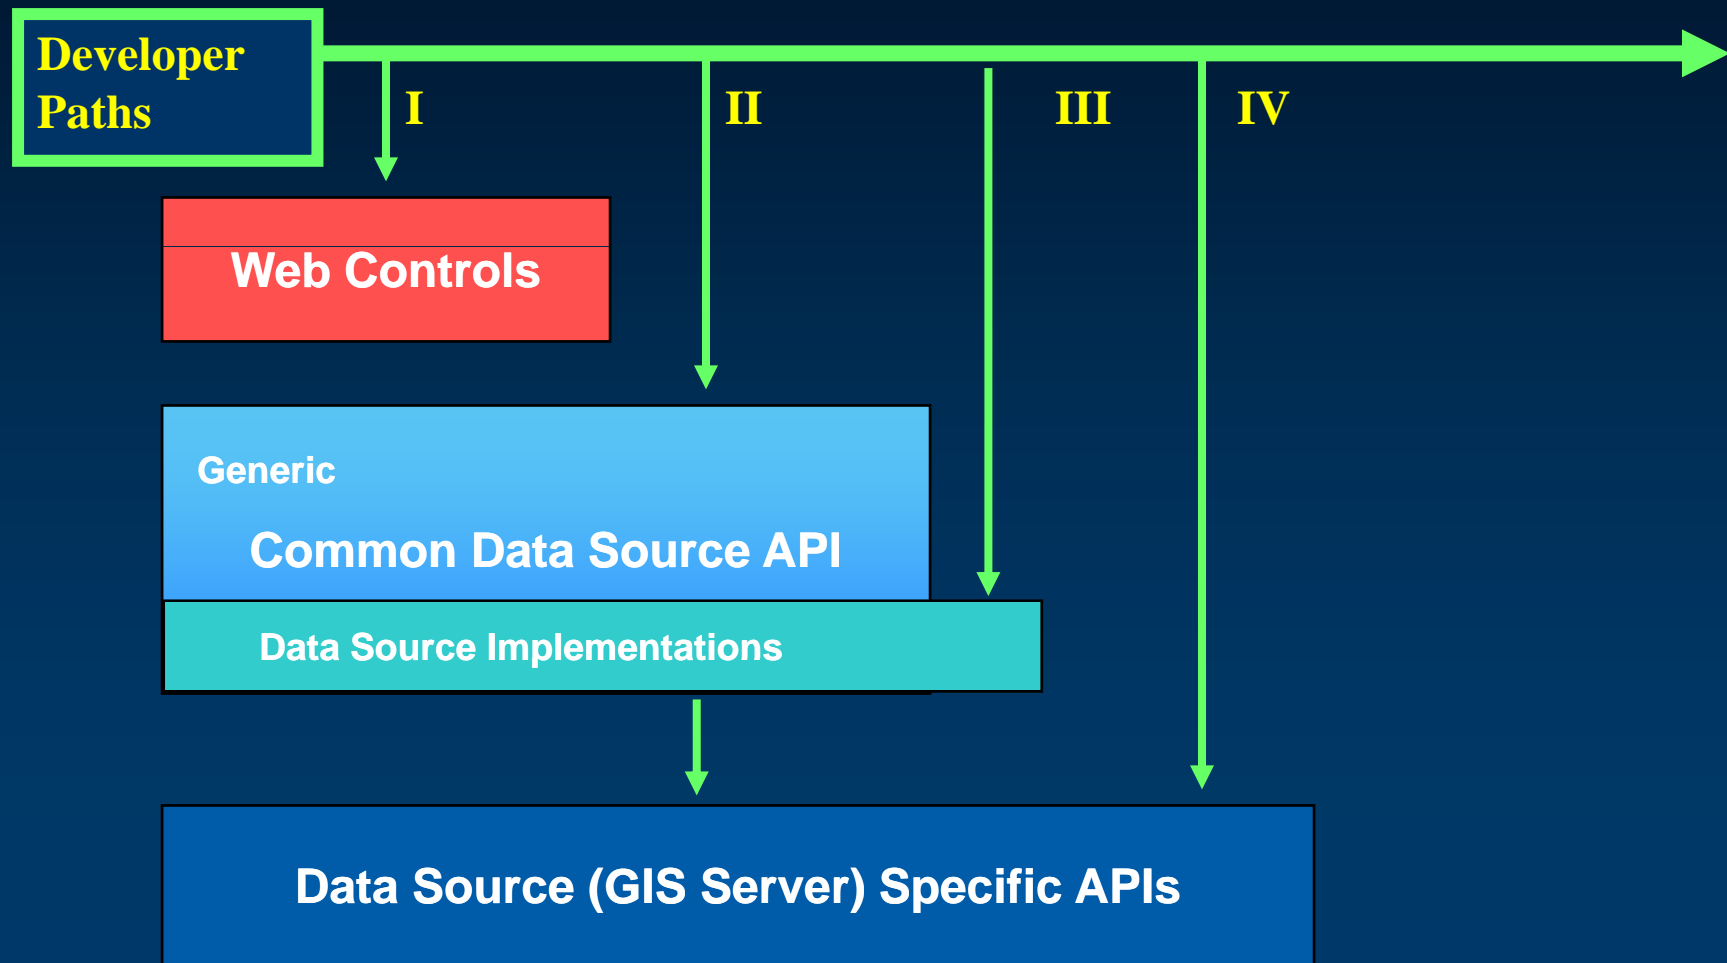 Developer
Paths
I
II
III
IV
Web Controls
Generic
Common Data Source API
Data Source Implementations
Data Source (GIS Server) Specific APIs